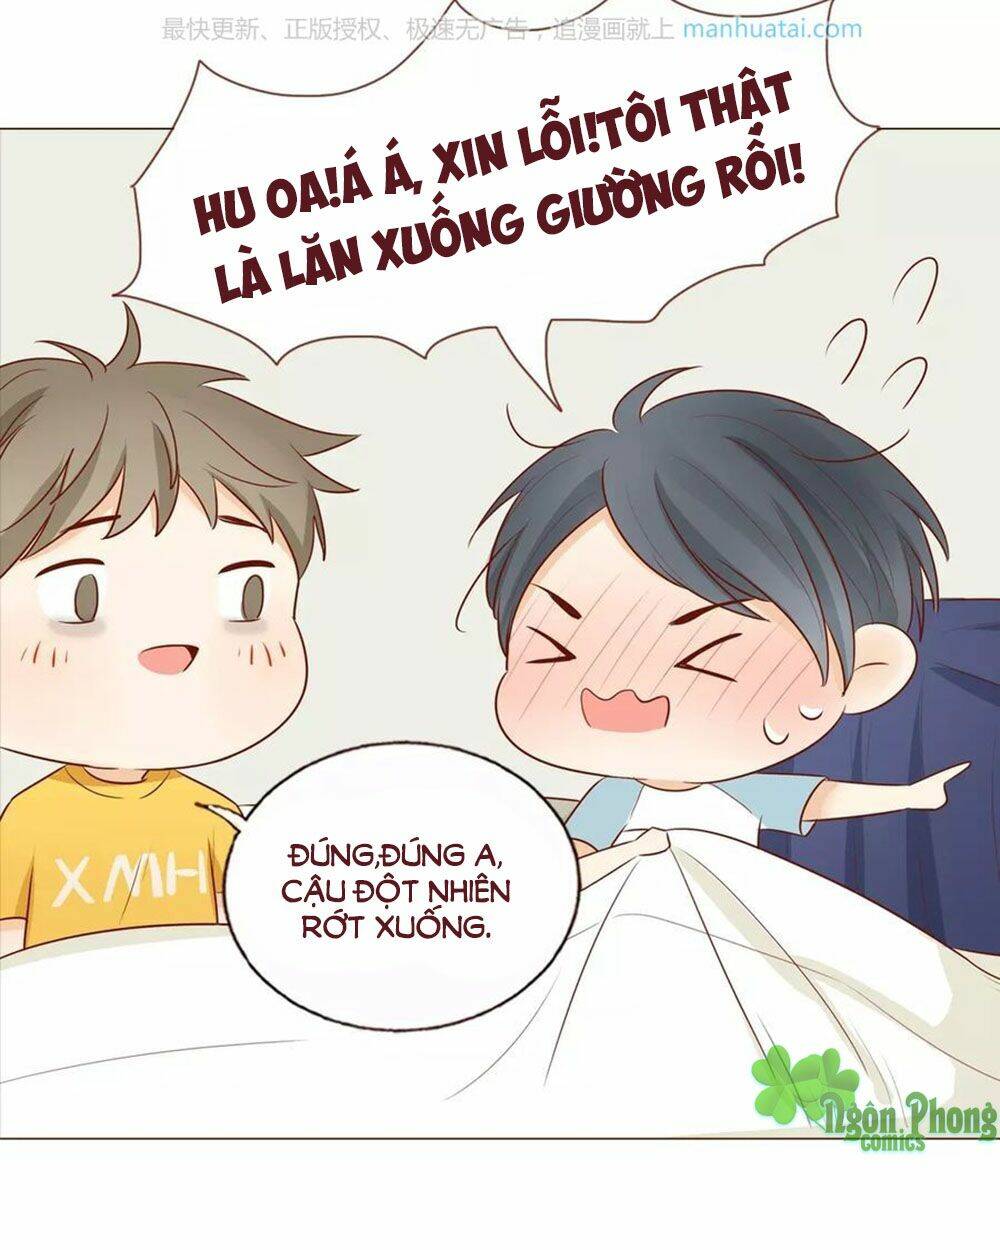 最快更新、正版授权、极速无广告，追漫画就上 manhuatai.com
HU OA!Á Á, XIN LỖI!TÔI THẬT
LÀ LĂN XUỐNG GIƯỜNG RỒI!
XMH
ĐÚNG,ĐÚNG A,
CẬU ĐỘT NHIÊN
RỚT XUỐNG.
Ngôn Phong
comics